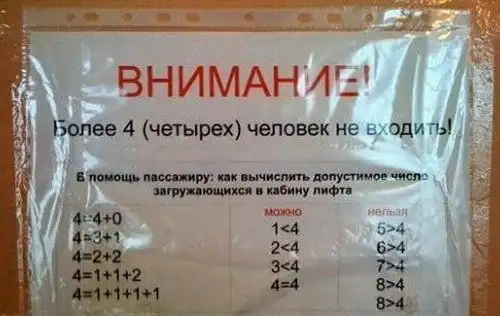 ВНИМАНИЕ!
Более 4 (четырех) человек не входить!
В помощь пассажиру: как вычислить допустимое число
загружающихся в кабину лифта
можно нельзя
4=4+0 1<4 5>4
4=3+1 2<4 6>4
4=2+2 3<4 7>4
4=1+1+2 4=4 8>4
4=1+1+1+1 8>4